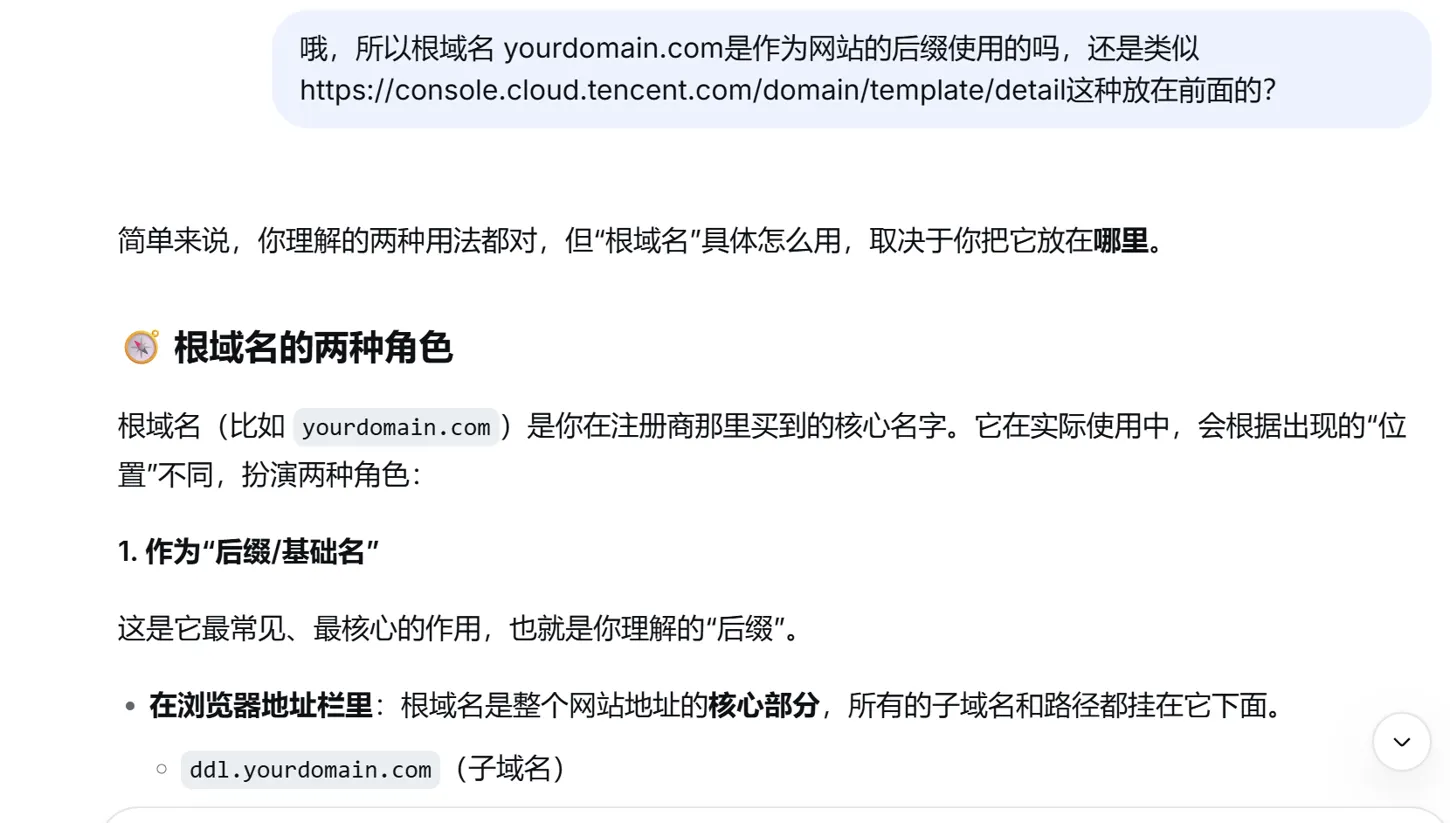 哦，所以根域名 yourdomain.com是作为网站的后缀使用的吗，还是类似
https://console.cloud.tencent.com/domain/template/detail这种放在前面的？
简单来说，你理解的两种用法都对，但“根域名”具体怎么用，取决于你把它放在哪里。
🧭 根域名的两种角色
根域名（比如 yourdomain.com）是你在注册商那里买到的核心名字。它在实际使用中，会根据出现的“位
置”不同，扮演两种角色：
1. 作为“后缀/基础名”
这是它最常见、最核心的作用，也就是你理解的“后缀”。
• 在浏览器地址栏里：根域名是整个网站地址的核心部分，所有的子域名和路径都挂在它下面。
○ ddl.yourdomain.com （子域名）